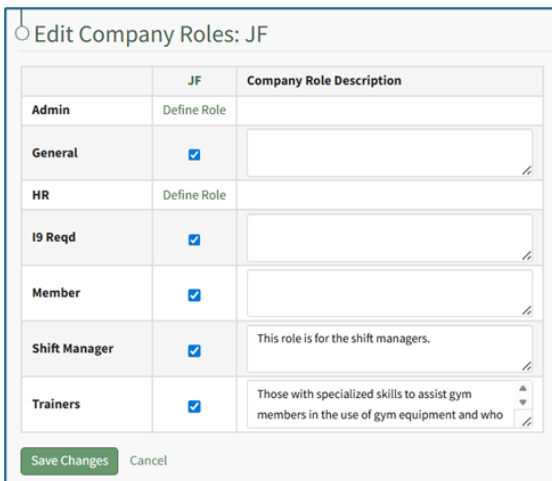 Edit Company Roles: JF
JF Company Role Description
Admin Define Role
General
HR Define Role
I9 Reqd
Member
Shift Manager This role is for the shift managers.
Trainers Those with specialized skills to assist gym
members in the use of gym equipment and who
Save Changes Cancel